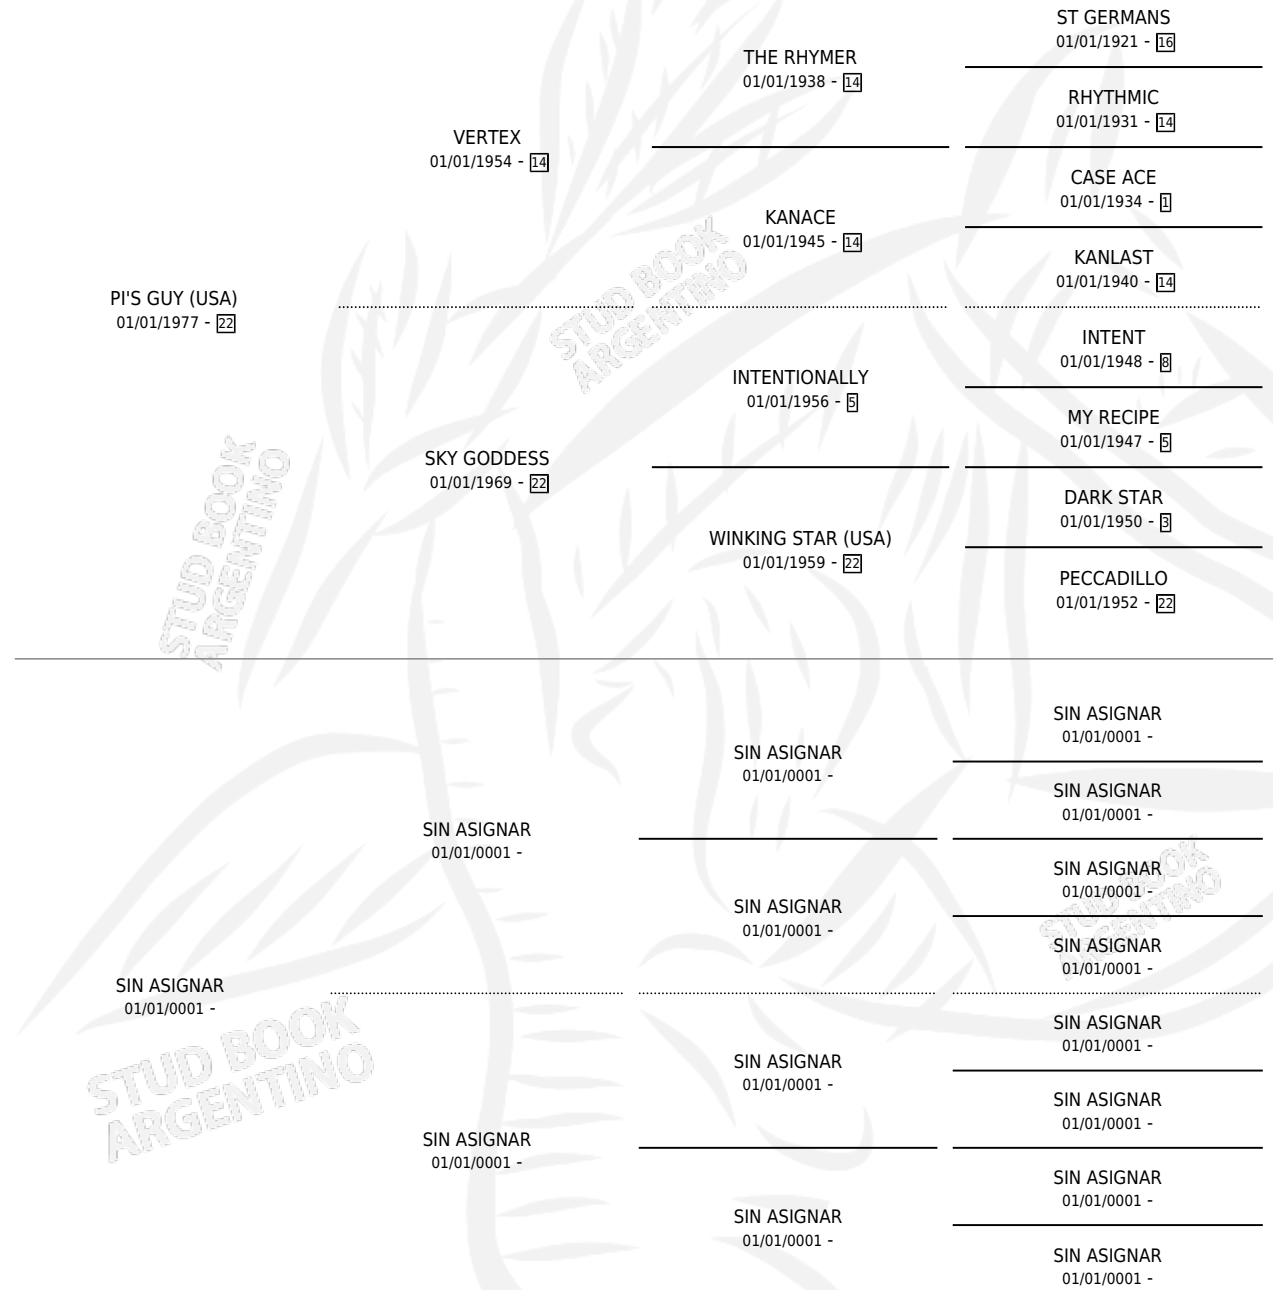 ST GERMANS
01/01/1921 - 16
THE RHYMER
01/01/1938 - 14
RHYTHMIC
01/01/1931 - 14
VERTEX
01/01/1954 - 14
CASE ACE
01/01/1934 - 1
KANACE
01/01/1945 - 14
KANLAST
01/01/1940 - 14
PI'S GUY (USA)
01/01/1977 - 22
INTENT
01/01/1948 - 8
INTENTIONALLY
01/01/1956 - 5
MY RECIPE
01/01/1947 - 5
SKY GODDESS
01/01/1969 - 22
DARK STAR
01/01/1950 - 3
WINKING STAR (USA)
01/01/1959 - 22
PECCADILLO
01/01/1952 - 22
STUD BOOK
ARGENTINO
STUD BOOK
ARGENTINO
SIN ASIGNAR
01/01/0001 -
SIN ASIGNAR
01/01/0001 -
SIN ASIGNAR
01/01/0001 -
SIN ASIGNAR
01/01/0001 -
SIN ASIGNAR
01/01/0001 -
SIN ASIGNAR
01/01/0001 -
SIN ASIGNAR
01/01/0001 -
SIN ASIGNAR
01/01/0001 -
SIN ASIGNAR
01/01/0001 -
SIN ASIGNAR
01/01/0001 -
SIN ASIGNAR
01/01/0001 -
SIN ASIGNAR
01/01/0001 -
SIN ASIGNAR
01/01/0001 -
SIN ASIGNAR
01/01/0001 -
SIN ASIGNAR
01/01/0001 -
STUD BOOK
ARGENTINO
STUD BOOK
ARGENTINO